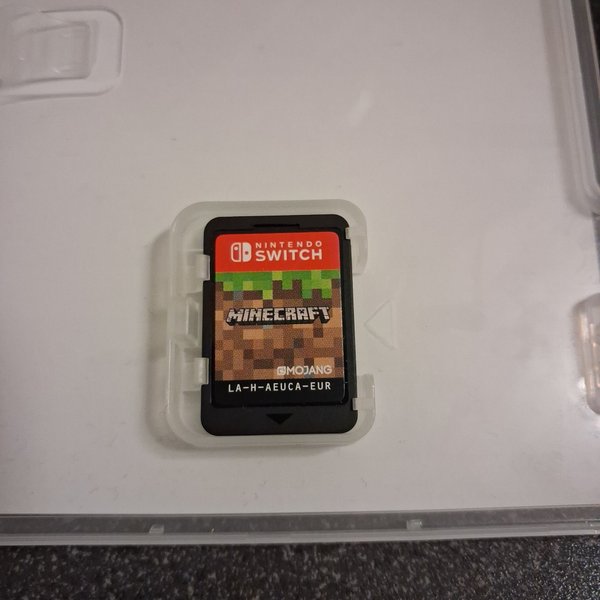 NINTENDO
SWITCH
MINECRAFT
MOJANG
LA-H-AEUCA-EUR